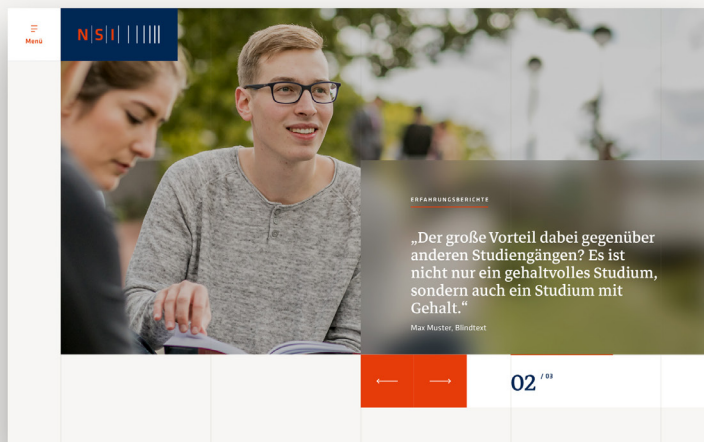 Menü
NSI
ERFAHRUNGSBERICHTE
„Der große Vorteil dabei gegenüber
anderen Studiengängen? Es ist
nicht nur ein gehaltvolles Studium,
sondern auch ein Studium mit
Gehalt.“
Max Muster, Blindtext
02 / 03